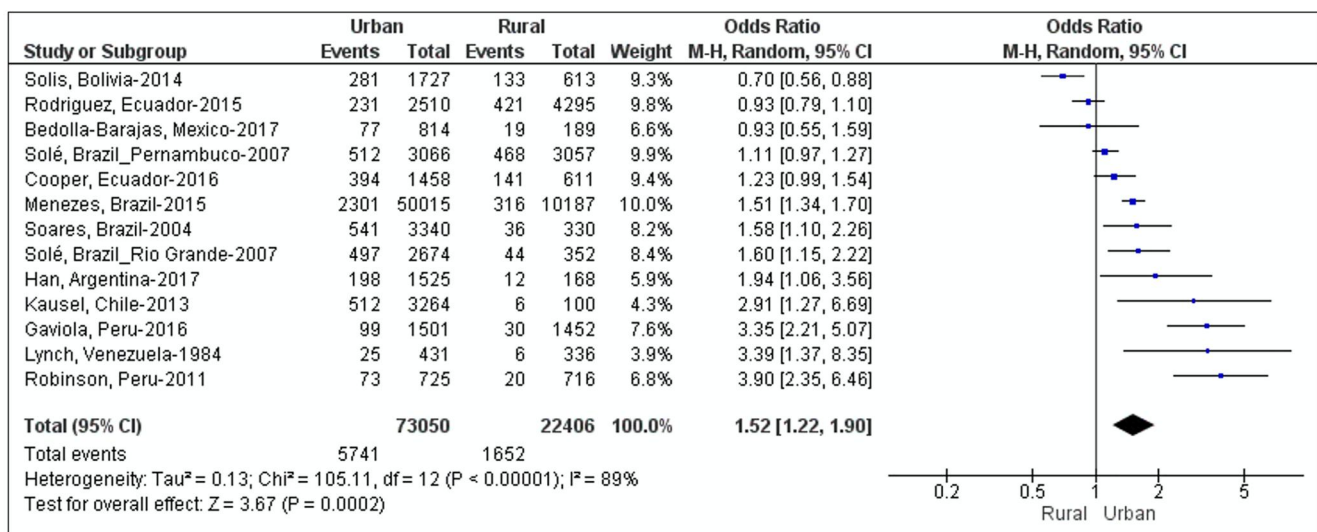 Urban Rural Odds Ratio Odds Ratio
Study or Subgroup Events Total Events Total Weight M-H, Random, 95% CI M-H, Random, 95% CI
Solis, Bolivia-2014 281 1727 133 613 9.3% 0.70 [0.56, 0.88]
Rodriguez, Ecuador-2015 231 2510 421 4295 9.8% 0.93 [0.79, 1.10]
Bedolla-Barajas, Mexico-2017 77 814 19 189 6.6% 0.93 [0.55, 1.59]
Solé, Brazil_Pernambuco-2007 512 3066 468 3057 9.9% 1.11 [0.97, 1.27]
Cooper, Ecuador-2016 394 1458 141 611 9.4% 1.23 [0.99, 1.54]
Menezes, Brazil-2015 2301 50015 316 10187 10.0% 1.51 [1.34, 1.70]
Soares, Brazil-2004 541 3340 36 330 8.2% 1.58 [1.10, 2.26]
Solé, Brazil_Rio Grande-2007 497 2674 44 352 8.4% 1.60 [1.15, 2.22]
Han, Argentina-2017 198 1525 12 168 5.9% 1.94 [1.06, 3.56]
Kausel, Chile-2013 512 3264 6 100 4.3% 2.91 [1.27, 6.69]
Gaviola, Peru-2016 99 1501 30 1452 7.6% 3.35 [2.21, 5.07]
Lynch, Venezuela-1984 25 431 6 336 3.9% 3.39 [1.37, 8.35]
Robinson, Peru-2011 73 725 20 716 6.8% 3.90 [2.35, 6.46]
Total (95% CI) 73050 22406 100.0% 1.52 [1.22, 1.90]
Total events 5741 1652
Heterogeneity: Tau² = 0.13; Chi² = 105.11, df = 12 (P < 0.00001); I² = 89%
Test for overall effect: Z = 3.67 (P = 0.0002)
0.2 0.5 1 2 5
Rural Urban